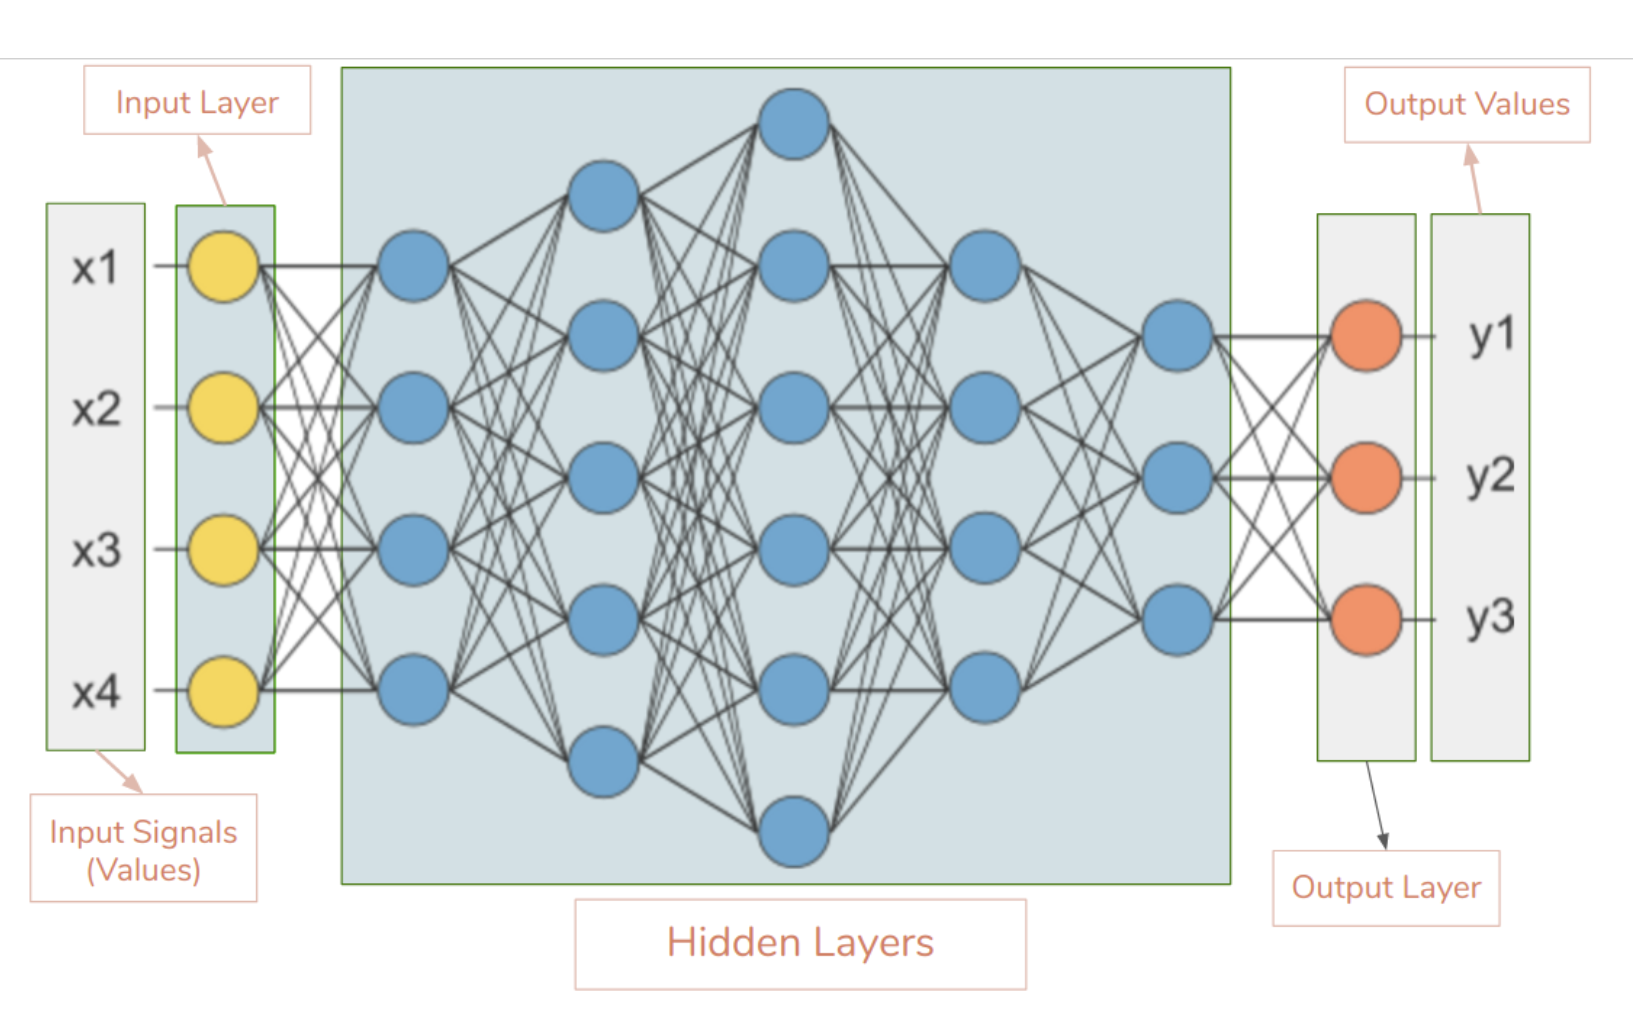 Input Layer
Output Values
x1
x2
x3
x4
y1
y2
y3
Input Signals
(Values)
Output Layer
Hidden Layers